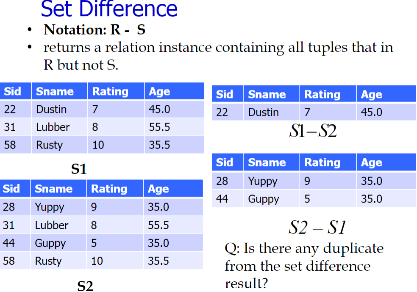 Set Difference
• Notation: R - S
• returns a relation instance containing all tuples that in
R but not S.
Sid Sname Rating Age
22 Dustin 7 45.0
31 Lubber 8 55.5
58 Rusty 10 35.5
S1
Sid Sname Rating Age
28 Yuppy 9 35.0
31 Lubber 8 55.5
44 Guppy 5 35.0
58 Rusty 10 35.5
S2
Sid Sname Rating Age
22 Dustin 7 45.0
S1–S2
Sid Sname Rating Age
28 Yuppy 9 35.0
44 Guppy 5 35.0
S2 – S1
Q: Is there any duplicate
from the set difference
result?